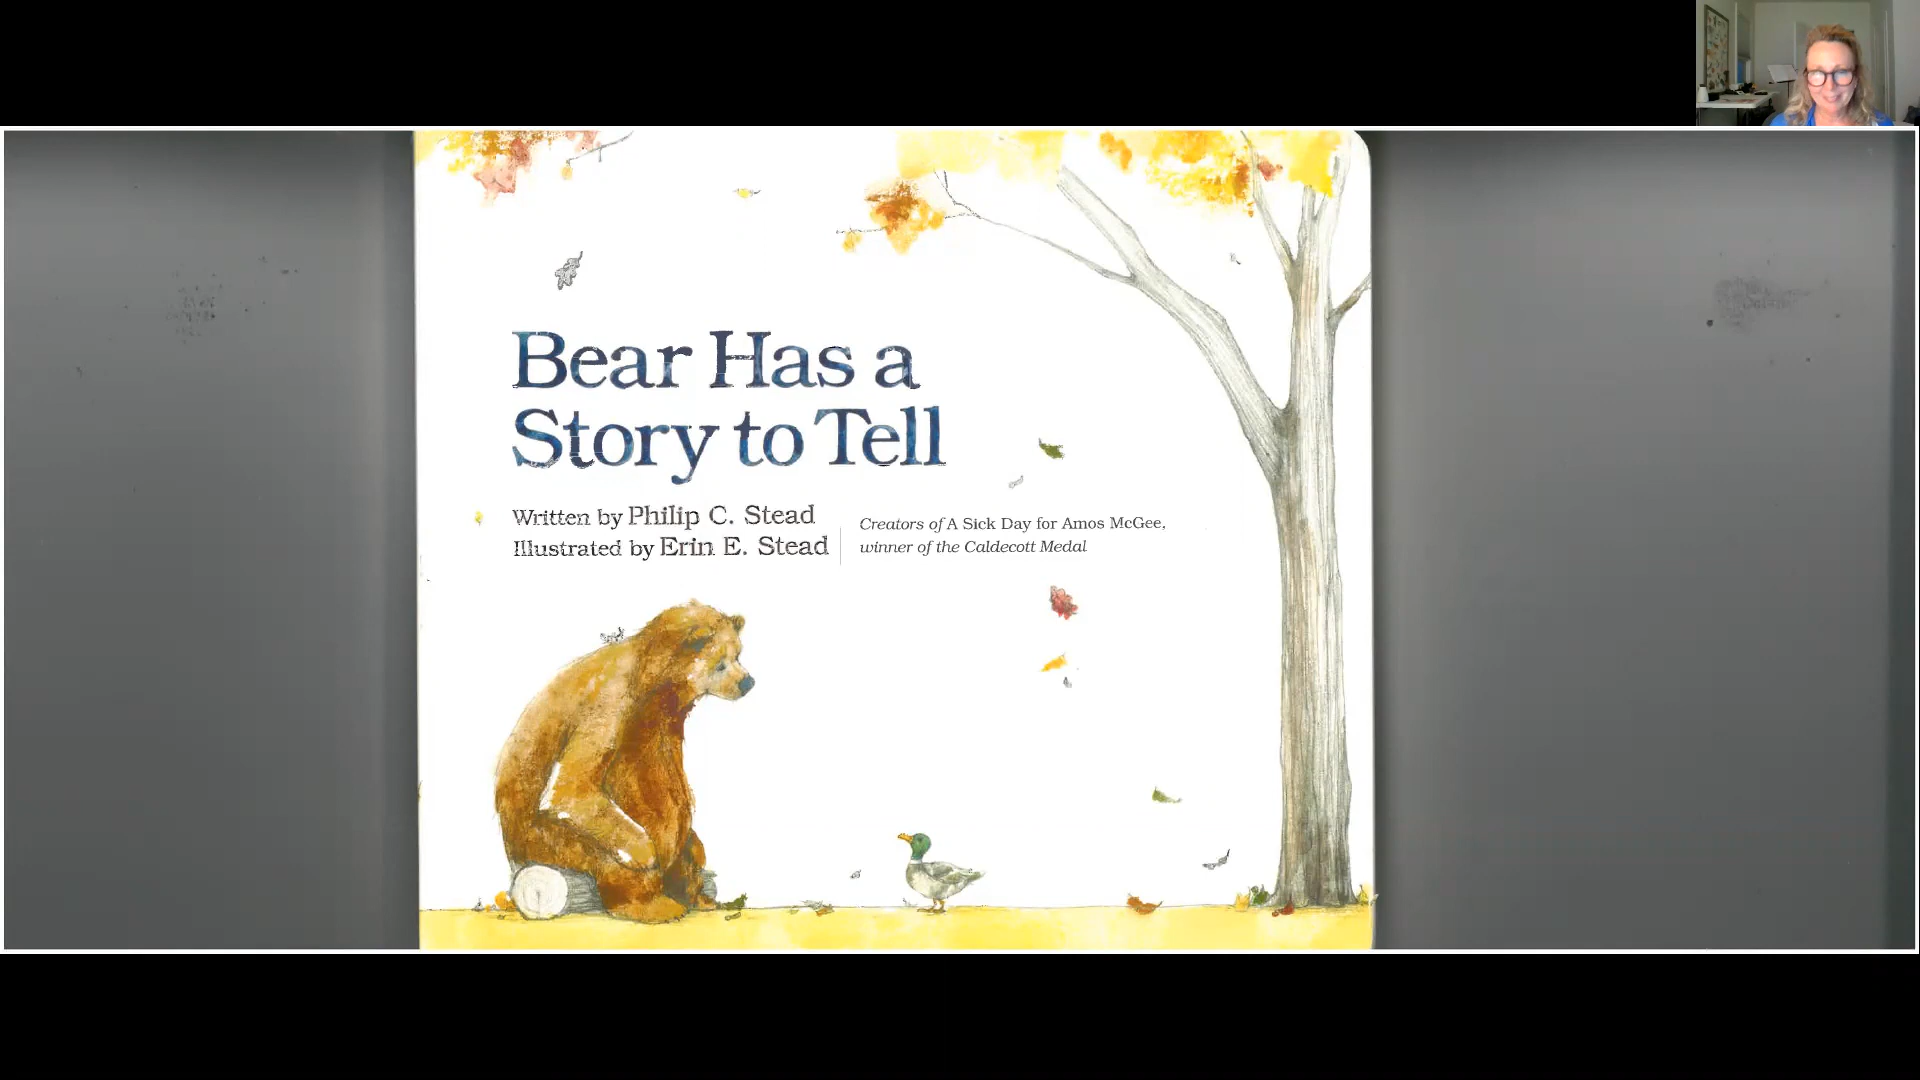 Bear Has a
Story to Tell
Written by Philip C. Stead
Illustrated by Erin E. Stead
Creators of A Sick Day for Amos McGee,
winner of the Caldecott Medal